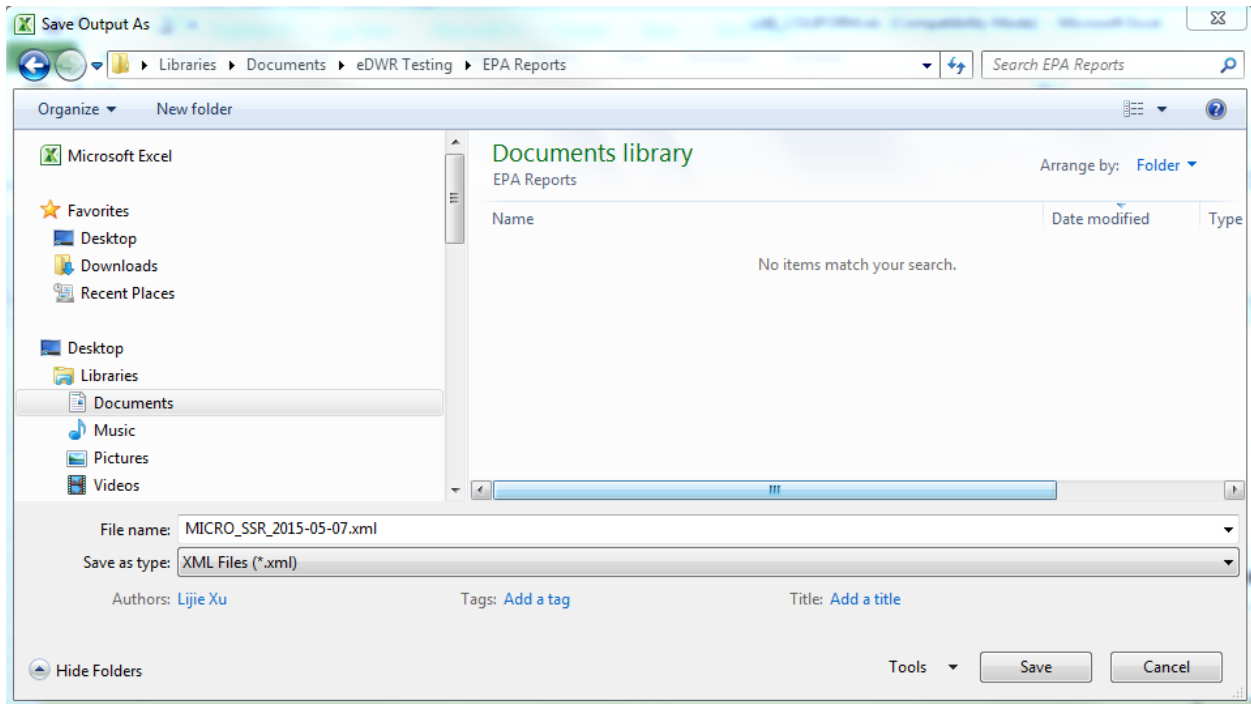 Save Output As
Libraries Documents eDWR Testing EPA Reports
Search EPA Reports
Organize New folder
Microsoft Excel
Favorites
Desktop
Downloads
Recent Places
Desktop
Libraries
Documents
Music
Pictures
Videos
Documents library
EPA Reports
Arrange by: Folder
Name Date modified Type
No items match your search.
File name: MICRO_SSR_2015-05-07.xml
Save as type: XML Files (*.xml)
Authors: Lijie Xu Tags: Add a tag Title: Add a title
Hide Folders Tools Save Cancel